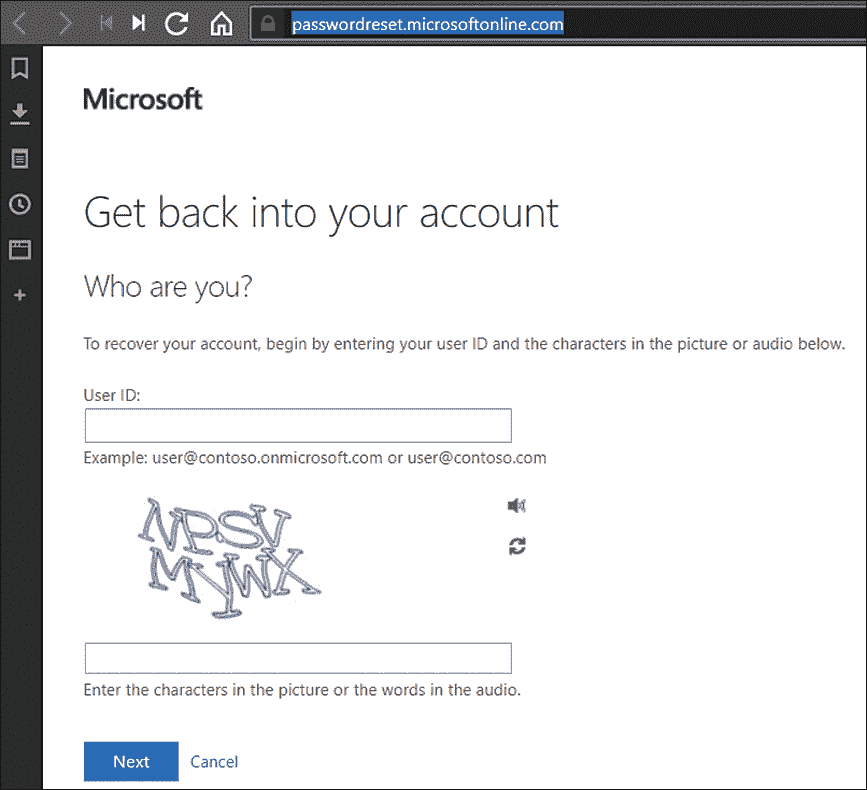 passwordreset.microsoftonline.com
Microsoft
Get back into your account
Who are you?
To recover your account, begin by entering your user ID and the characters in the picture or audio below.
User ID:
Example: user@contoso.onmicrosoft.com or user@contoso.com
NPSV
MYWX
Enter the characters in the picture or the words in the audio.
Next Cancel